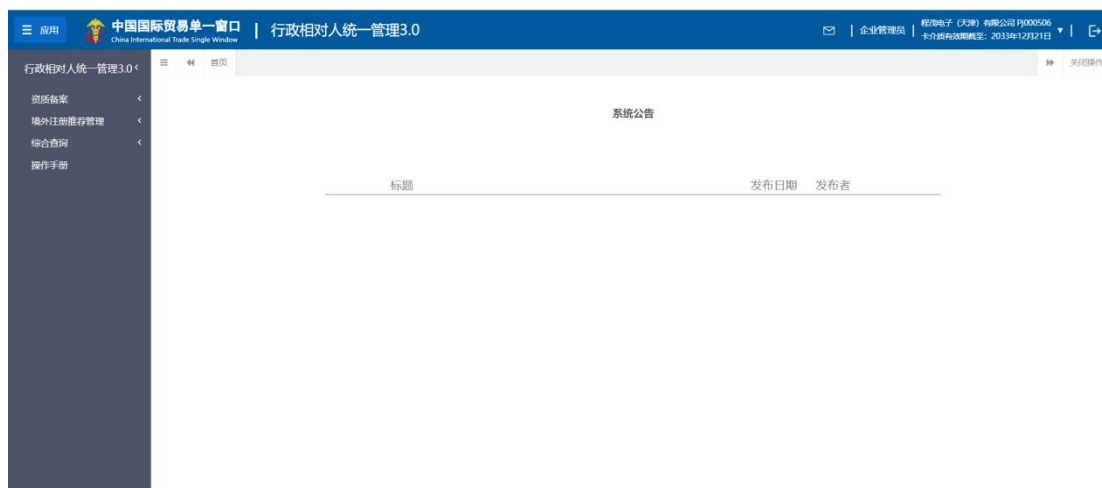 应用
中国国际贸易单一窗口
China International Trade Single Window
行政相对人统一管理3.0
企业管理员
程茂电子（天津）有限公司 PJ000506
卡介质有效期截至：2033年12月21日
行政相对人统一管理3.0
首页
关闭操作
资质备案
境外注册推荐管理
综合查询
操作手册
系统公告
标题 发布日期 发布者